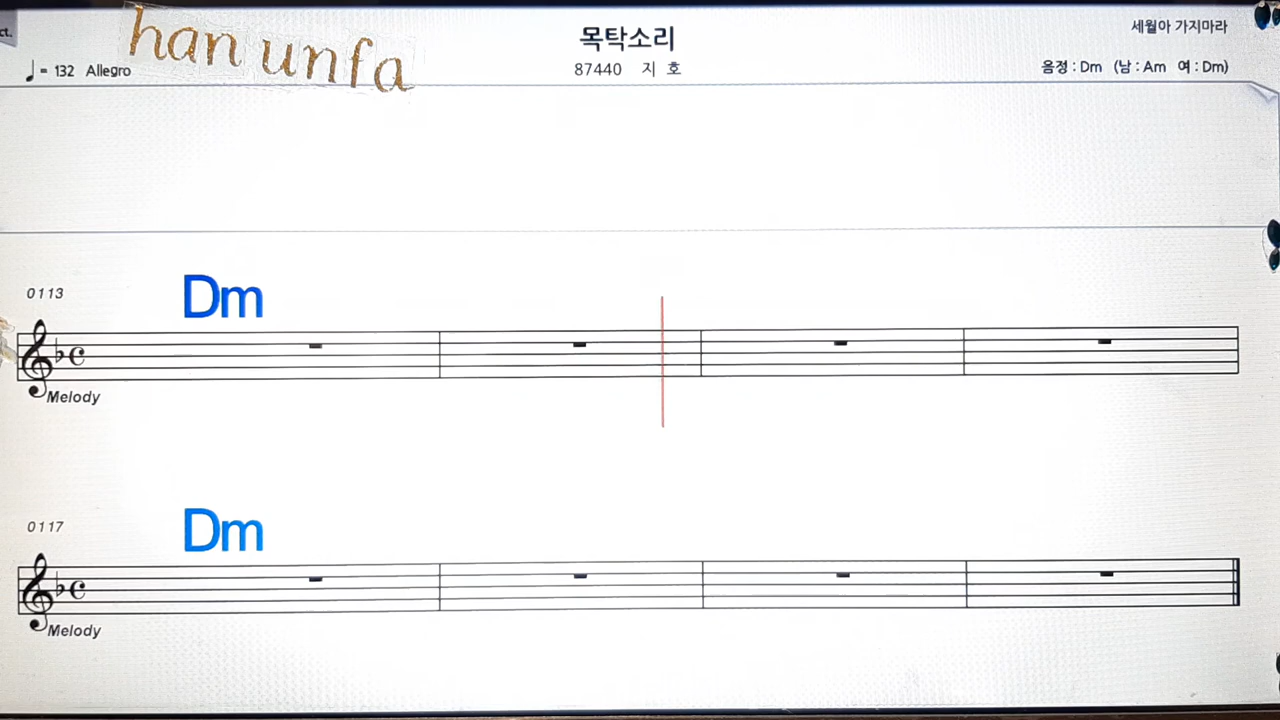 ct.
han unfa
목탁소리
세월아 가지마라
= 132 Allegro
87440 지 호
음정 : Dm (남 : Am 여 : Dm)
0113
Dm
Melody
0117
Dm
Melody